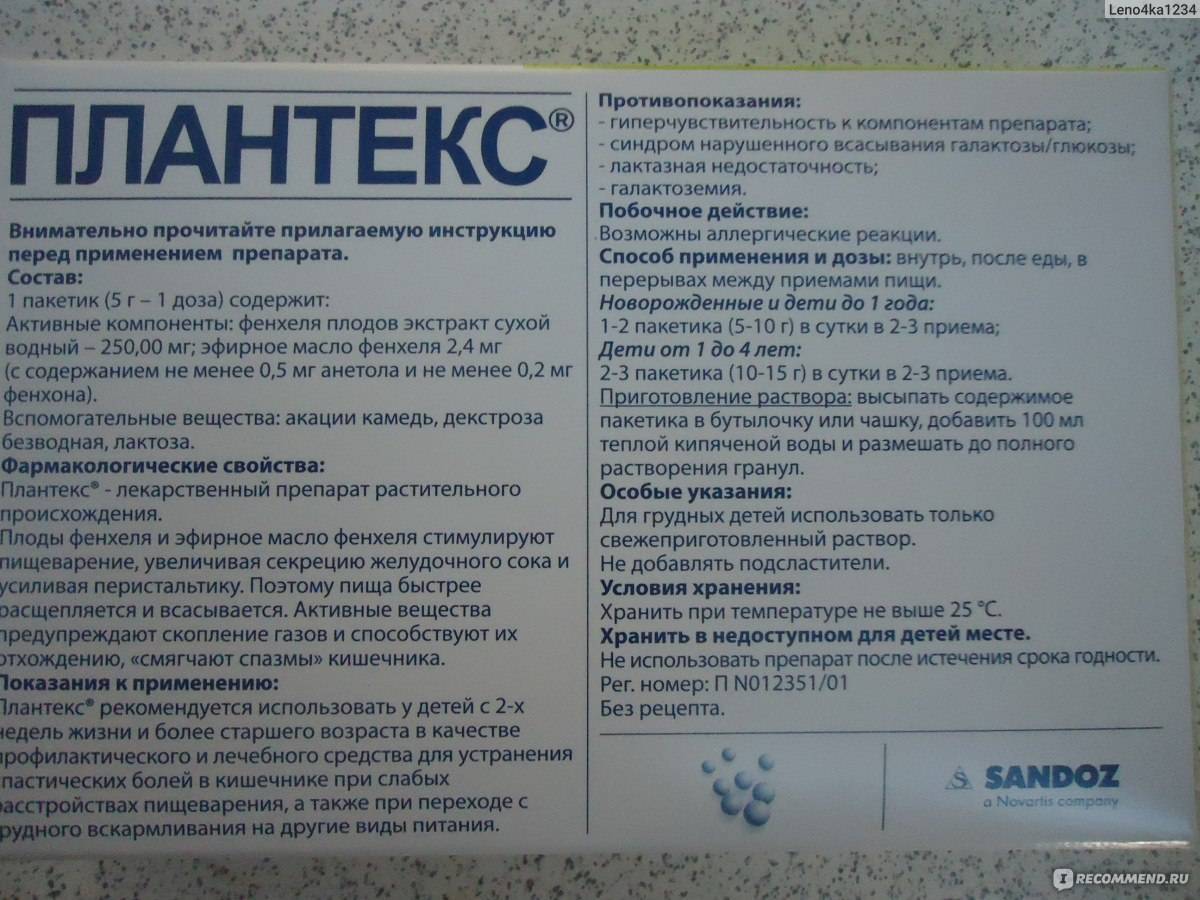 Leno4ka1234
ПЛАНТЕКС®
Внимательно прочитайте прилагаемую инструкцию
перед применением препарата.
Состав:
1 пакетик (5 г – 1 доза) содержит:
Активные компоненты: фенхеля плодов экстракт сухой
водный – 250,00 мг; эфирное масло фенхеля 2,4 мг
(с содержанием не менее 0,5 мг анетола и не менее 0,2 мг
фенхона).
Вспомогательные вещества: акации камедь, декстроза
безводная, лактоза.
Фармакологические свойства:
Плантекс® - лекарственный препарат растительного
происхождения.
Плоды фенхеля и эфирное масло фенхеля стимулируют
пищеварение, увеличивая секрецию желудочного сока и
усиливая перистальтику. Поэтому пища быстрее
расщепляется и всасывается. Активные вещества
предупреждают скопление газов и способствуют их
отхождению, «смягчают спазмы» кишечника.
Показания к применению:
Плантекс® рекомендуется использовать у детей с 2-х
недель жизни и более старшего возраста в качестве
профилактического и лечебного средства для устранения
спастических болей в кишечнике при слабых
расстройствах пищеварения, а также при переходе с
грудного вскармливания на другие виды питания.
Противопоказания:
- гиперчувствительность к компонентам препарата;
- синдром нарушенного всасывания галактозы/глюкозы;
- лактазная недостаточность;
- галактоземия.
Побочное действие:
Возможны аллергические реакции.
Способ применения и дозы: внутрь, после еды, в
перерывах между приемами пищи.
Новорожденные и дети до 1 года:
1-2 пакетика (5-10 г) в сутки в 2-3 приема;
Дети от 1 до 4 лет:
2-3 пакетика (10-15 г) в сутки в 2-3 приема.
Приготовление раствора: высыпать содержимое
пакетика в бутылочку или чашку, добавить 100 мл
теплой кипяченой воды и размешать до полного
растворения гранул.
Особые указания:
Для грудных детей использовать только
свежеприготовленный раствор.
Не добавлять подсластители.
Условия хранения:
Хранить при температуре не выше 25 °C.
Хранить в недоступном для детей месте.
Не использовать препарат после истечения срока годности.
Рег. номер: П N012351/01
Без рецепта.
SANDOZ
a Novartis company
IRECOMMEND.RU